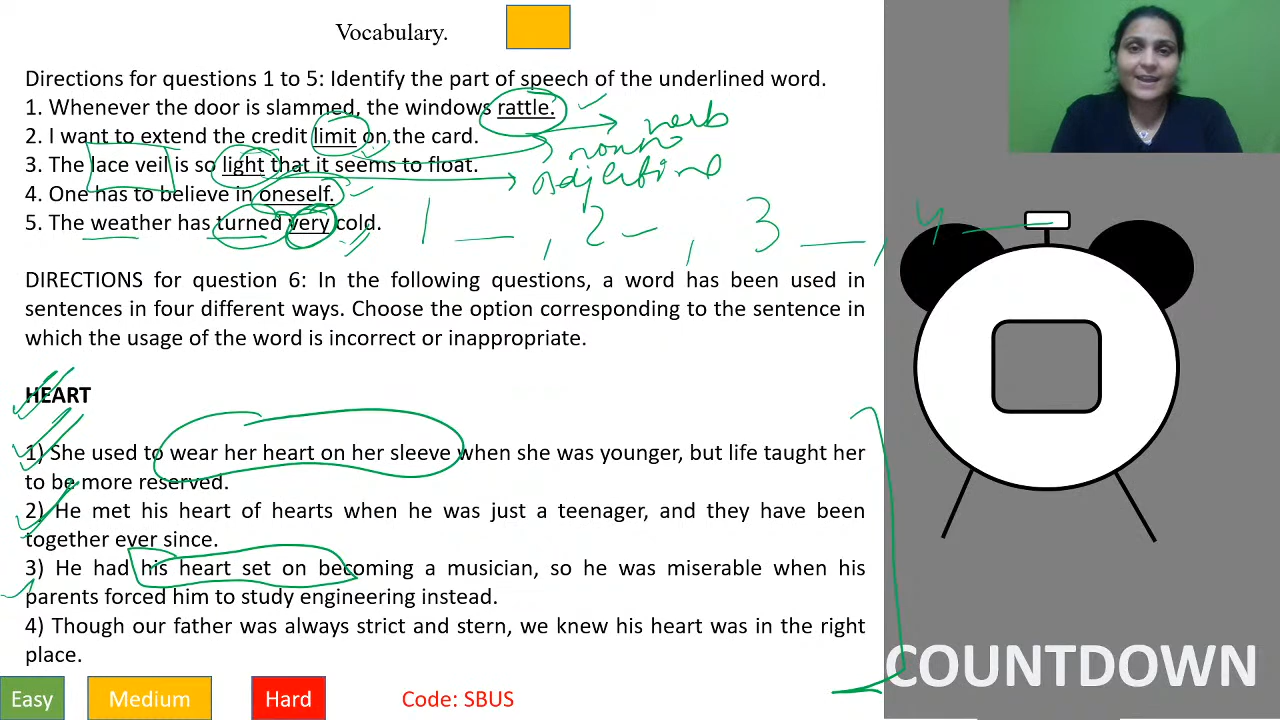 Vocabulary.
Directions for questions 1 to 5: Identify the part of speech of the underlined word.
1. Whenever the door is slammed, the windows rattle.
verb
2. I want to extend the credit limit on the card.
noun
3. The lace veil is so light that it seems to float.
adjective
4. One has to believe in oneself.
5. The weather has turned very cold.
1 __, 2 _, 3 __, 4 __
DIRECTIONS for question 6: In the following questions, a word has been used in
sentences in four different ways. Choose the option corresponding to the sentence in
which the usage of the word is incorrect or inappropriate.
HEART
1) She used to wear her heart on her sleeve when she was younger, but life taught her
to be more reserved.
2) He met his heart of hearts when he was just a teenager, and they have been
together ever since.
3) He had his heart set on becoming a musician, so he was miserable when his
parents forced him to study engineering instead.
4) Though our father was always strict and stern, we knew his heart was in the right
place.
COUNTDOWN
Easy Medium Hard Code: SBUS